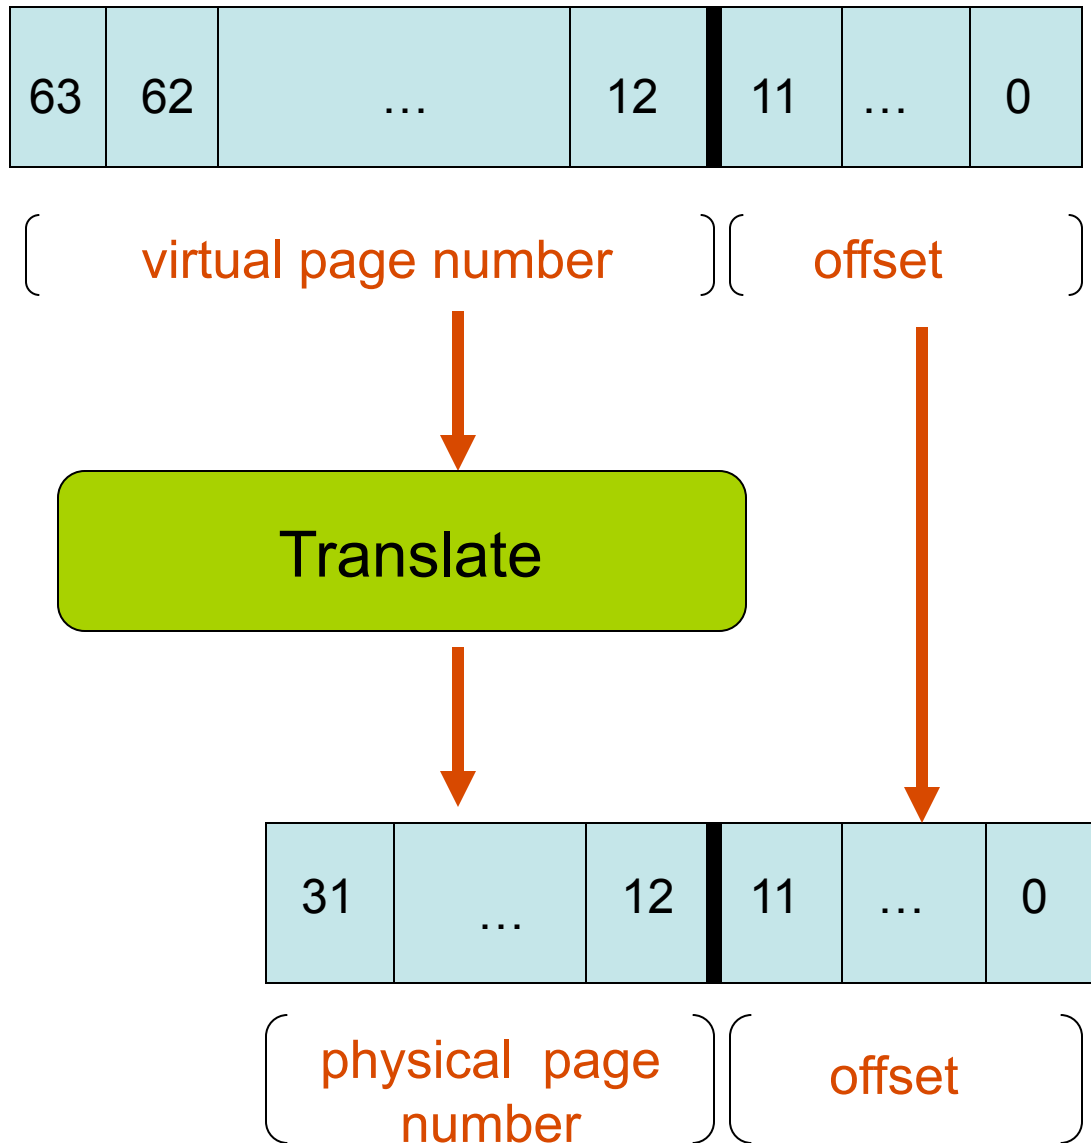 63 62 … 12 11 … 0
virtual page number offset
Translate
31 … 12 11 … 0
physical page
number
offset